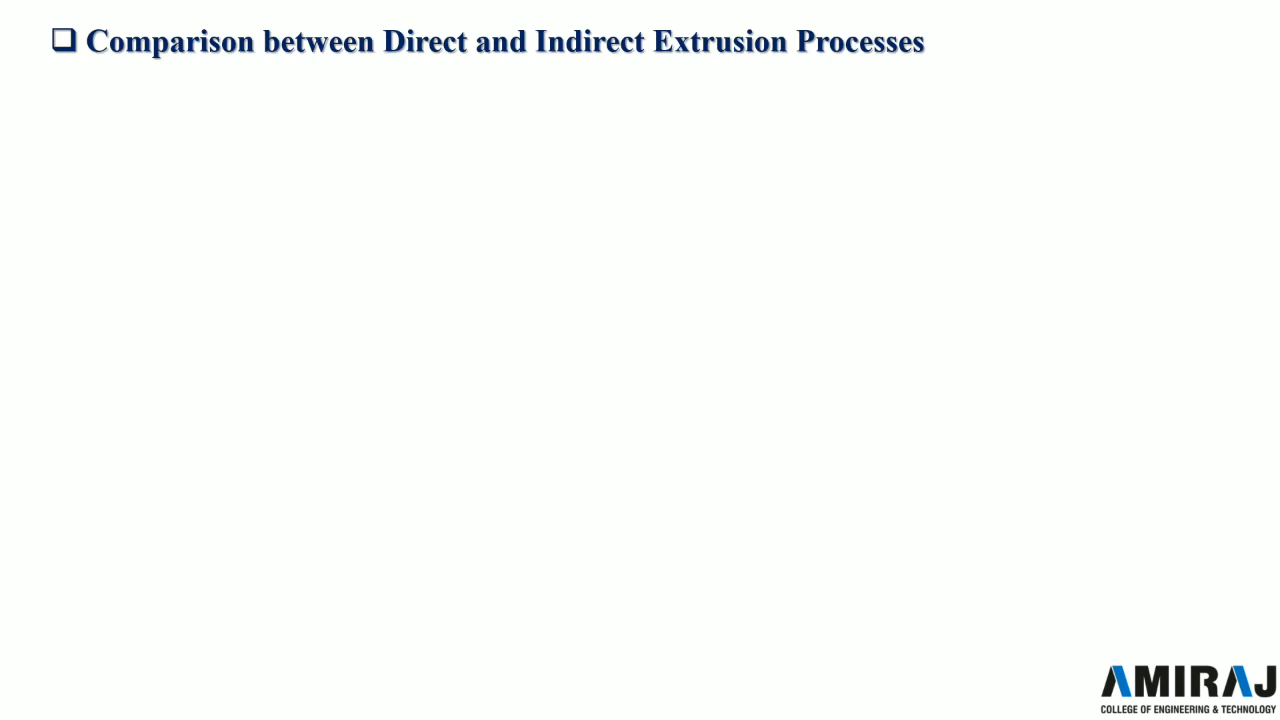 Comparison between Direct and Indirect Extrusion Processes
AMIRAJ
COLLEGE OF ENGINEERING & TECHNOLOGY